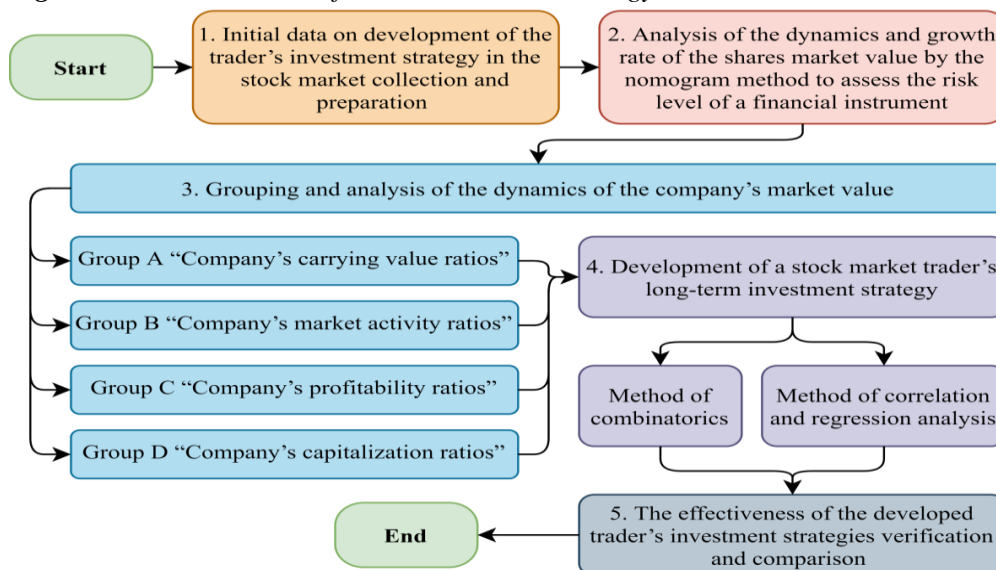 Start
1. Initial data on development of the
trader's investment strategy in the
stock market collection and
preparation
2. Analysis of the dynamics and growth
rate of the shares market value by the
nomogram method to assess the risk
level of a financial instrument
3. Grouping and analysis of the dynamics of the company's market value
Group A “Company's carrying value ratios”
Group B “Company's market activity ratios”
Group C “Company's profitability ratios”
Group D “Company's capitalization ratios”
4. Development of a stock market trader's
long-term investment strategy
Method of
combinatorics
Method of correlation
and regression analysis
5. The effectiveness of the developed
trader's investment strategies verification
and comparison
End